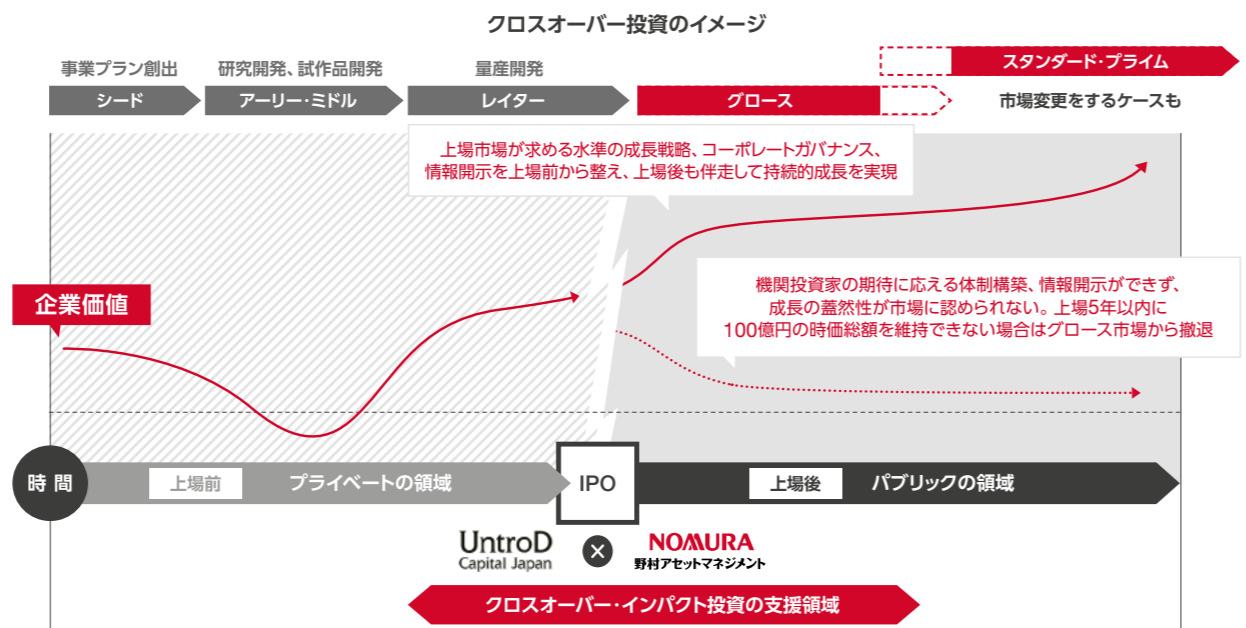 クロスオーバー投資のイメージ
事業プラン創出
研究開発、試作品開発
量産開発
スタンダード・プライム
シード
アーリー・ミドル
レイター
グロース
市場変更をするケースも
上場市場が求める水準の成長戦略、コーポレートガバナンス、
情報開示を上場前から整え、上場後も伴走して持続的成長を実現
機関投資家の期待に応える体制構築、情報開示ができず、
成長の蓋然性が市場に認められない。上場5年以内に
100億円の時価総額を維持できない場合はグロース市場から撤退
企業価値
時間
上場前
プライベートの領域
IPO
上場後
パブリックの領域
UntroD
Capital Japan
×
NOMURA
野村アセットマネジメント
クロスオーバー・インパクト投資の支援領域